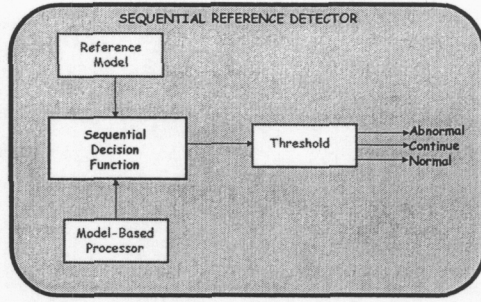 SEQUENTIAL REFERENCE DETECTOR
Reference
Model
Sequential
Decision
Function
Threshold
Abnormal
Continue
Normal
Model-Based
Processor